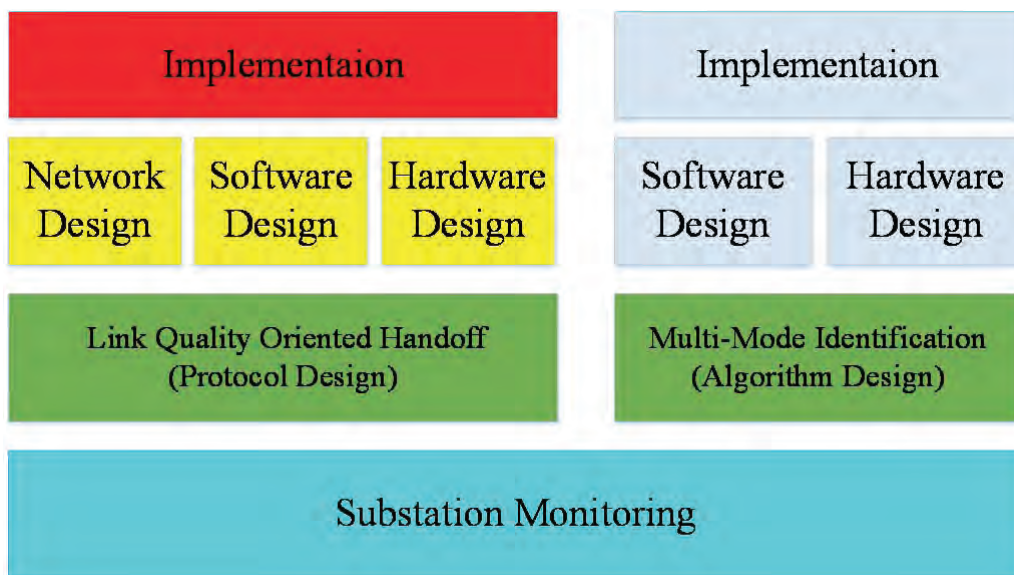 Implementaion
Implementaion
Network
Design
Software
Design
Hardware
Design
Software
Design
Hardware
Design
Link Quality Oriented Handoff
(Protocol Design)
Multi-Mode Identification
(Algorithm Design)
Substation Monitoring